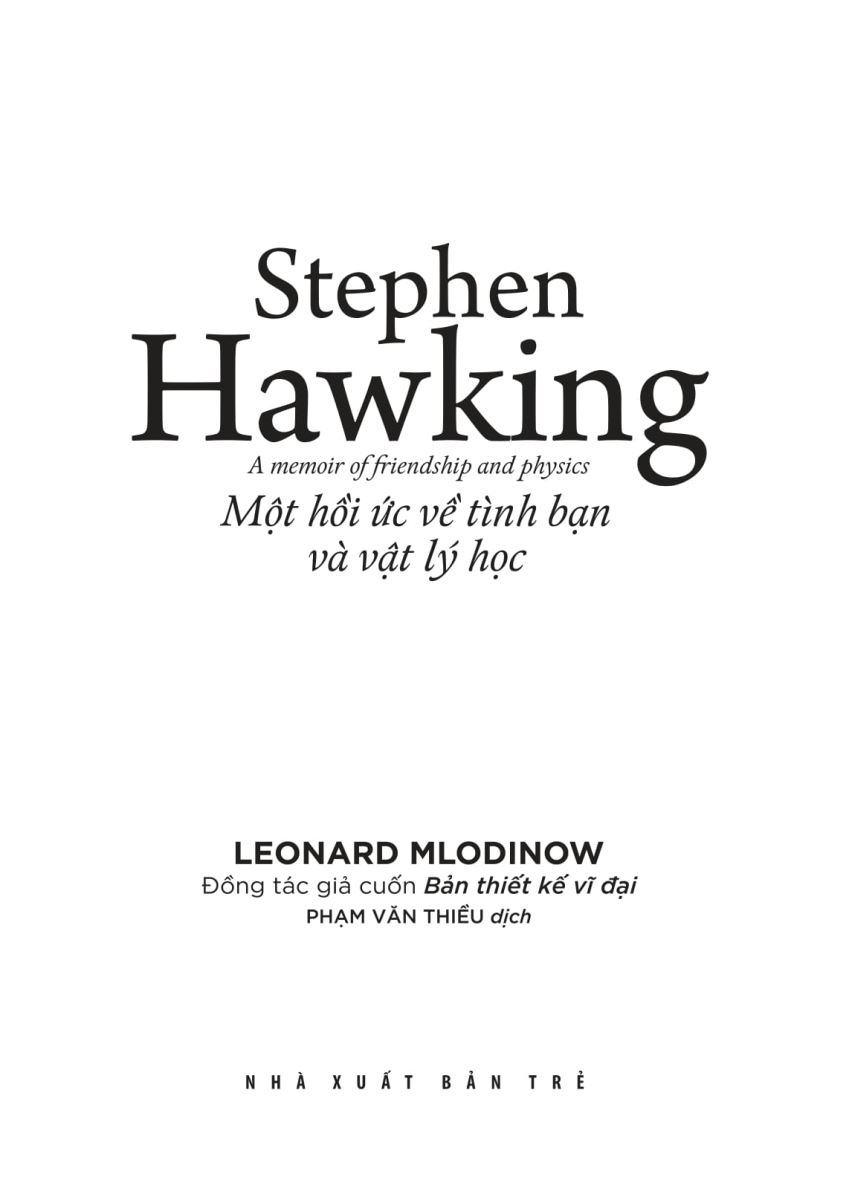 Stephen
Hawking
A memoir of friendship and physics
Một hồi ức về tình bạn
và vật lý học
LEONARD MLODINOW
Đồng tác giả cuốn Bản thiết kế vĩ đại
PHẠM VĂN THIỀU dịch
NHÀ XUẤT BẢN TRẺ